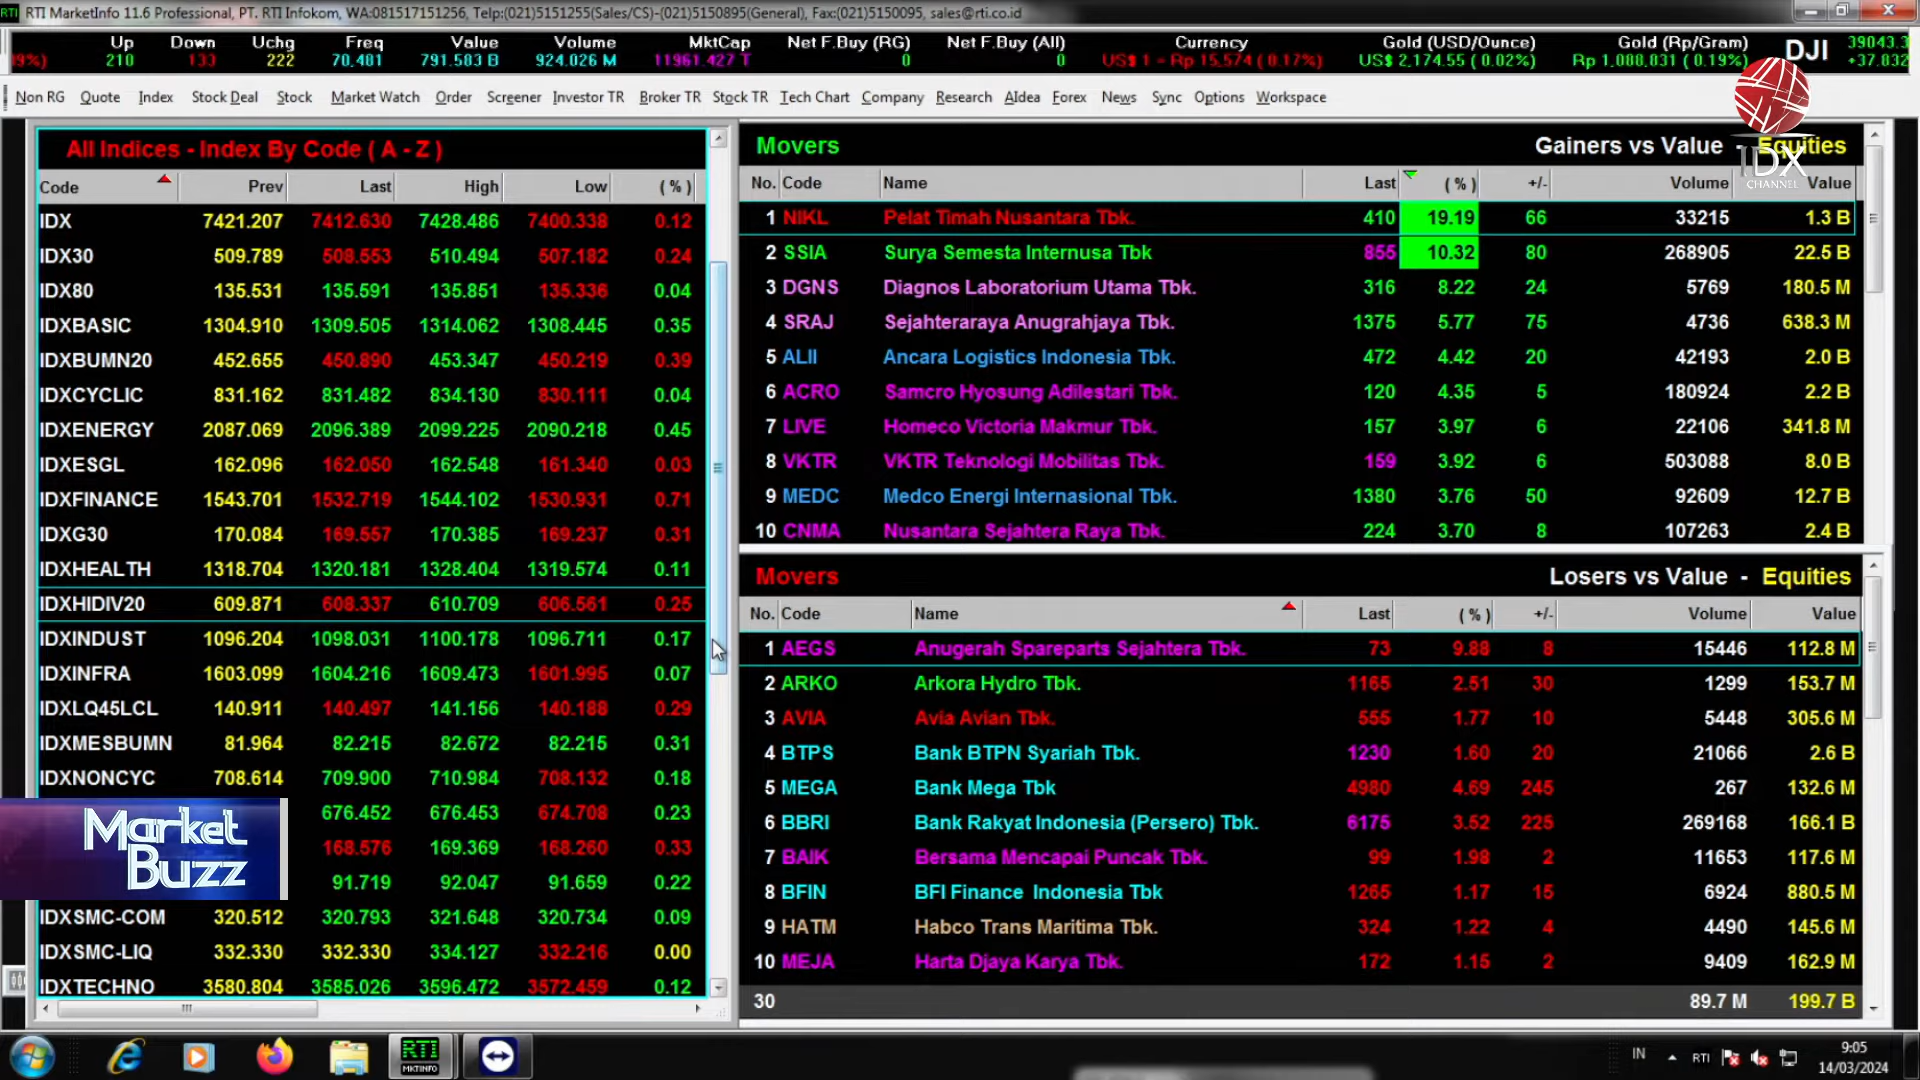 RTI RTI MarketInfo 11.6 Professional, PT. RTI Infokom, WA:081517151256, Telp:(021)5151255(Sales/CS)-(021)5150895(General), Fax:(021)5150095, sales@rti.co.id
Up Down Uchg Freq Value Volume MktCap Net F.Buy (RG) Net F.Buy (All) Currency Gold (USD/Ounce) Gold (Rp/Gram) DJI 39043.3
9%) 210 133 222 70,481 791.583 B 924.026 M 11961.427 T 0 0 US$ 1 = Rp 15,574 ( 0.17%) US$ 2,174.55 ( 0.02%) Rp 1,088,031 ( 0.19%) +37.832
Non RG Quote Index Stock Deal Stock Market Watch Order Screener Investor TR Broker TR Stock TR Tech Chart Company Research AIdea Forex News Sync Options Workspace
All Indices - Index By Code ( A - Z )
Code Prev Last High Low ( % )
IDX 7421.207 7412.630 7428.486 7400.338 0.12
IDX30 509.789 508.553 510.494 507.182 0.24
IDX80 135.531 135.591 135.851 135.336 0.04
IDXBASIC 1304.910 1309.505 1314.062 1308.445 0.35
IDXBUMN20 452.655 450.890 453.347 450.219 0.39
IDXCYCLIC 831.162 831.482 834.130 830.111 0.04
IDXENERGY 2087.069 2096.389 2099.225 2090.218 0.45
IDXESGL 162.096 162.050 162.548 161.340 0.03
IDXFINANCE 1543.701 1532.719 1544.102 1530.931 0.71
IDXG30 170.084 169.557 170.385 169.237 0.31
IDXHEALTH 1318.704 1320.181 1328.404 1319.574 0.11
IDXHIDIV20 609.871 608.337 610.709 606.561 0.25
IDXINDUST 1096.204 1098.031 1100.178 1096.711 0.17
IDXINFRA 1603.099 1604.216 1609.473 1601.995 0.07
IDXLQ45LCL 140.911 140.497 141.156 140.188 0.29
IDXMESBUMN 81.964 82.215 82.672 82.215 0.31
IDXNONCYC 708.614 709.900 710.984 708.132 0.18
676.452 676.453 674.708 0.23
168.576 169.369 168.260 0.33
91.719 92.047 91.659 0.22
IDXSMC-COM 320.512 320.793 321.648 320.734 0.09
IDXSMC-LIQ 332.330 332.330 334.127 332.216 0.00
IDXTECHNO 3580.804 3585.026 3596.472 3572.459 0.12
Market
Buzz
Movers Gainers vs Value - Equities
IDX
CHANNEL
No. Code Name Last ( % ) +/- Volume Value
1 NIKL Pelat Timah Nusantara Tbk. 410 19.19 66 33215 1.3 B
2 SSIA Surya Semesta Internusa Tbk 855 10.32 80 268905 22.5 B
3 DGNS Diagnos Laboratorium Utama Tbk. 316 8.22 24 5769 180.5 M
4 SRAJ Sejahteraraya Anugrahjaya Tbk. 1375 5.77 75 4736 638.3 M
5 ALII Ancara Logistics Indonesia Tbk. 472 4.42 20 42193 2.0 B
6 ACRO Samcro Hyosung Adilestari Tbk. 120 4.35 5 180924 2.2 B
7 LIVE Homeco Victoria Makmur Tbk. 157 3.97 6 22106 341.8 M
8 VKTR VKTR Teknologi Mobilitas Tbk. 159 3.92 6 503088 8.0 B
9 MEDC Medco Energi Internasional Tbk. 1380 3.76 50 92609 12.7 B
10 CNMA Nusantara Sejahtera Raya Tbk. 224 3.70 8 107263 2.4 B
Movers Losers vs Value - Equities
No. Code Name Last ( % ) +/- Volume Value
1 AEGS Anugerah Spareparts Sejahtera Tbk. 73 9.88 8 15446 112.8 M
2 ARKO Arkora Hydro Tbk. 1165 2.51 30 1299 153.7 M
3 AVIA Avia Avian Tbk. 555 1.77 10 5448 305.6 M
4 BTPS Bank BTPN Syariah Tbk. 1230 1.60 20 21066 2.6 B
5 MEGA Bank Mega Tbk 4980 4.69 245 267 132.6 M
6 BBRI Bank Rakyat Indonesia (Persero) Tbk. 6175 3.52 225 269168 166.1 B
7 BAIK Bersama Mencapai Puncak Tbk. 99 1.98 2 11653 117.6 M
8 BFIN BFI Finance Indonesia Tbk 1265 1.17 15 6924 880.5 M
9 HATM Habco Trans Maritima Tbk. 324 1.22 4 4490 145.6 M
10 MEJA Harta Djaya Karya Tbk. 172 1.15 2 9409 162.9 M
30 89.7 M 199.7 B
RTI
MKTINFO
IN RTI 9:05
14/03/2024